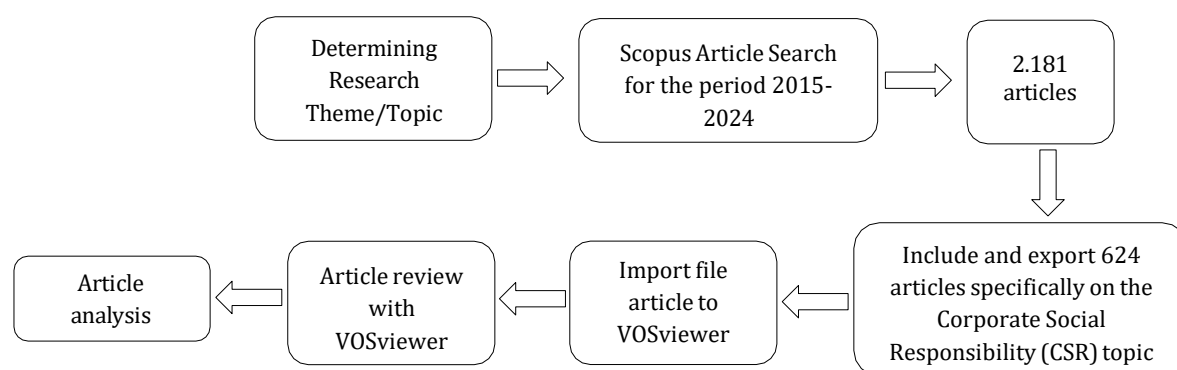 Determining
Research
Theme/Topic
Scopus Article Search
for the period 2015-
2024
2.181
articles
Include and export 624
articles specifically on the
Corporate Social
Responsibility (CSR) topic
Import file
article to
VOSviewer
Article review
with
VOSviewer
Article
analysis